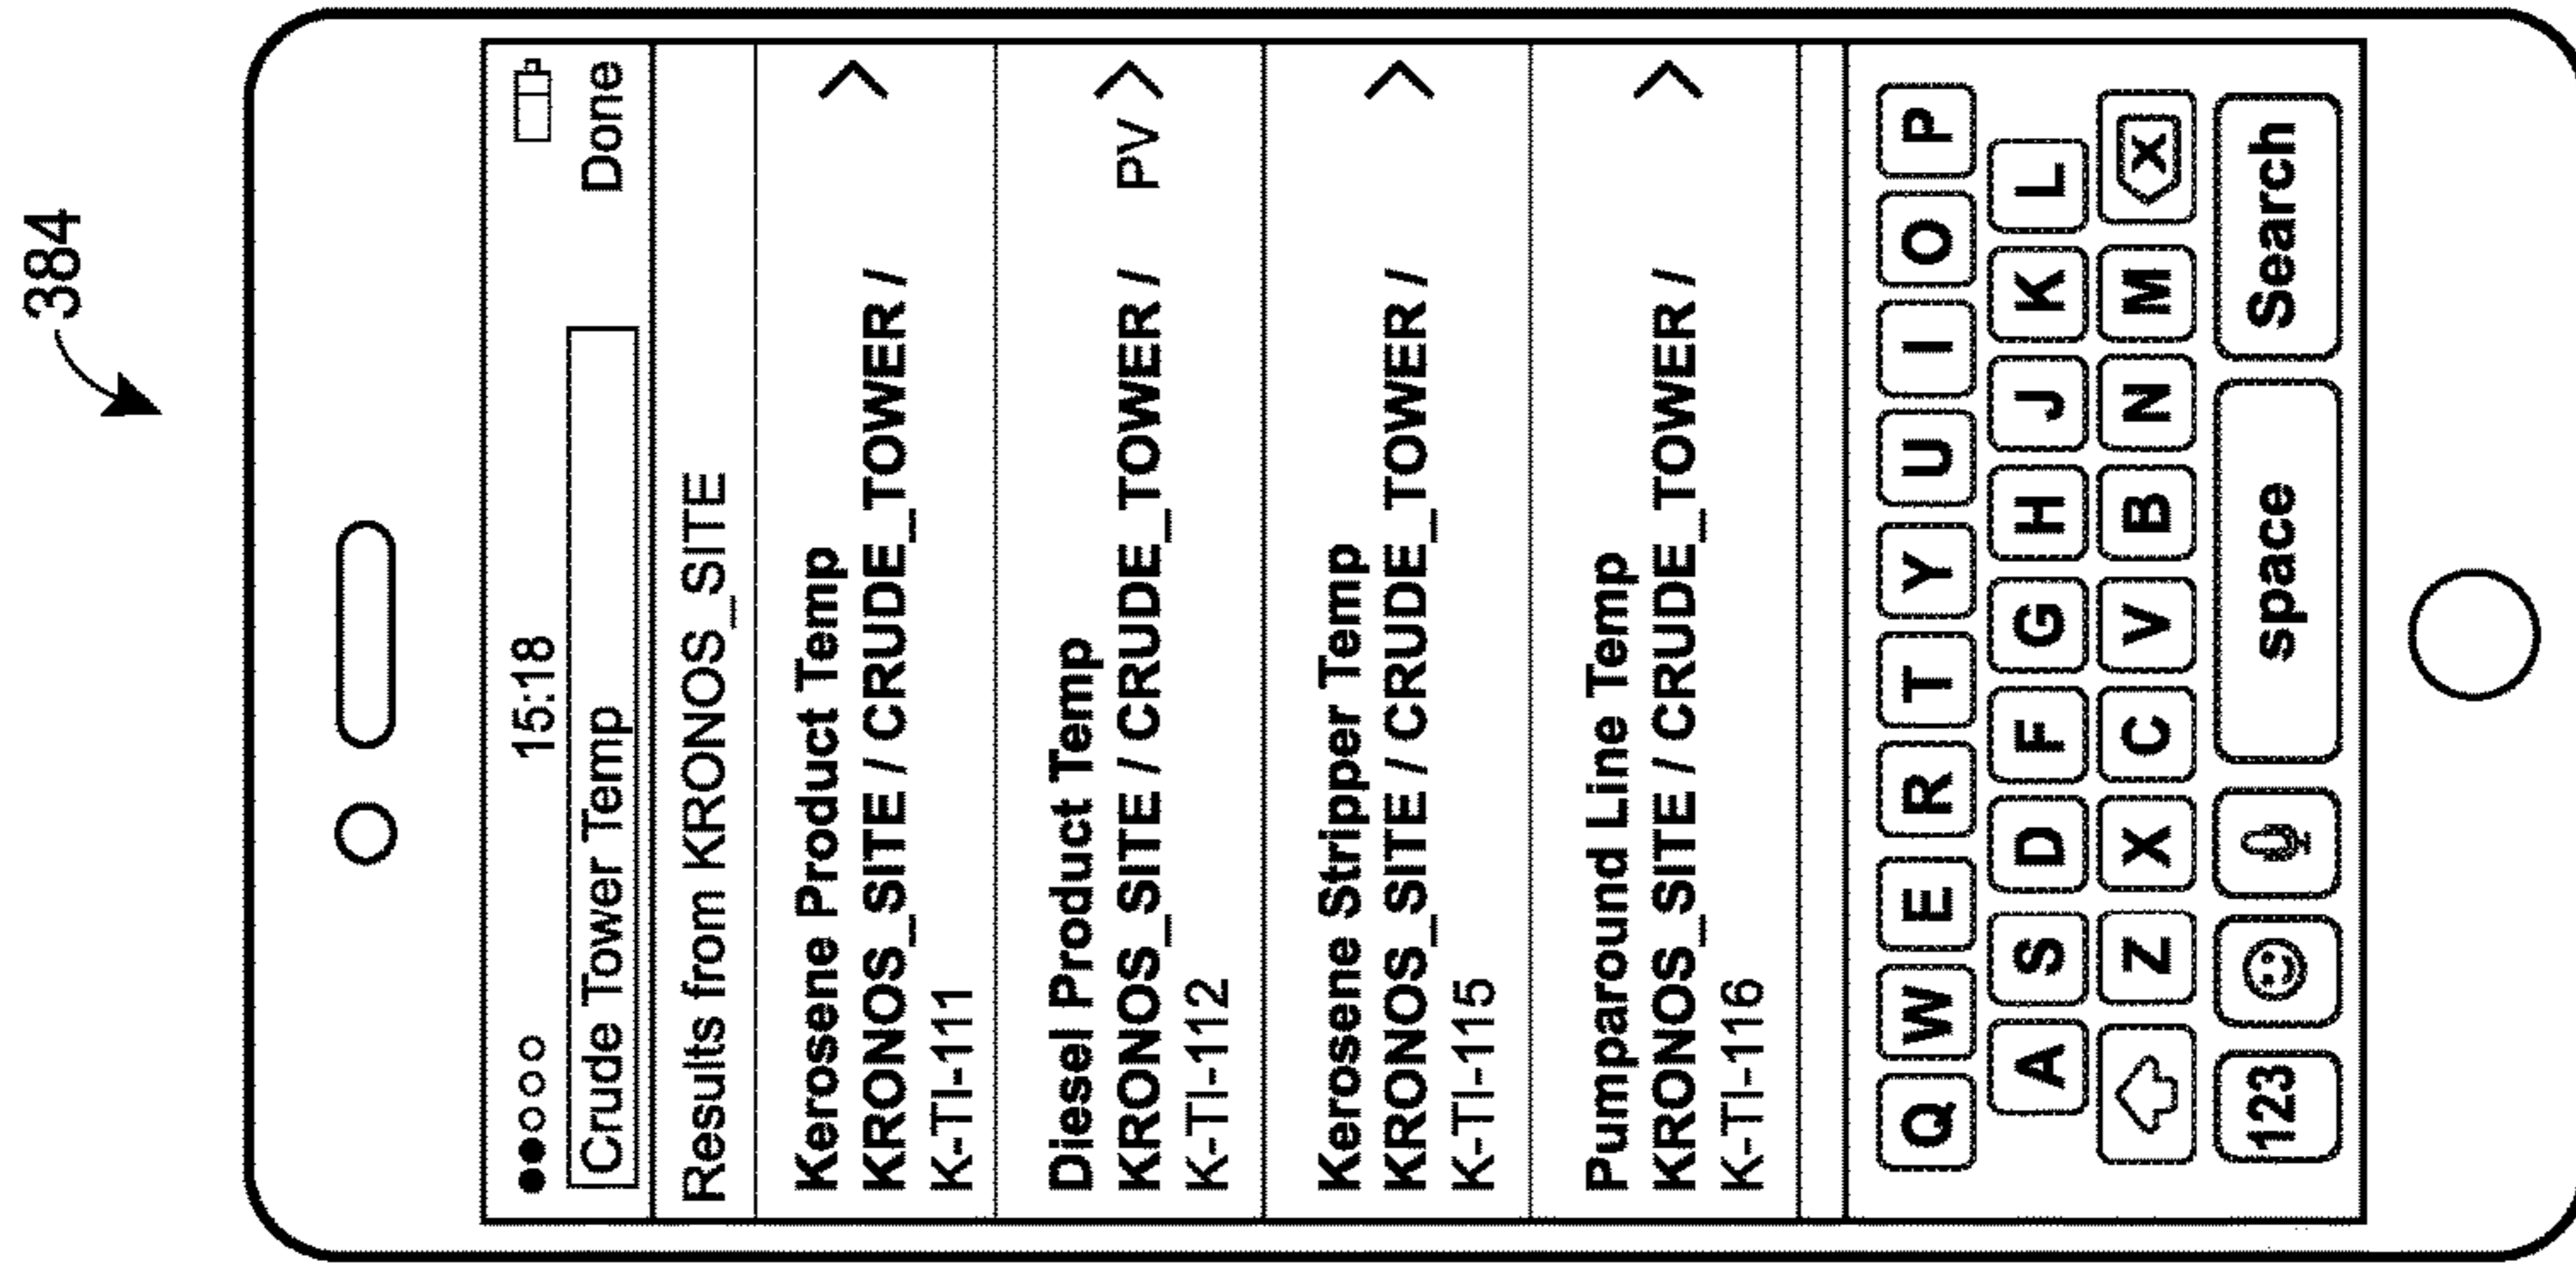 384
15:18
Crude Tower Temp Done
Results from KRONOS_SITE
Kerosene Product Temp
KRONOS_SITE / CRUDE_TOWER / >
K-TI-111
Diesel Product Temp
KRONOS_SITE / CRUDE_TOWER / PV >
K-TI-112
Kerosene Stripper Temp
KRONOS_SITE / CRUDE_TOWER / >
K-TI-115
Pumparound Line Temp
KRONOS_SITE / CRUDE_TOWER / >
K-TI-116
Q W E R T Y U I O P
A S D F G H J K L
Z X C V B N M X
123 space Search